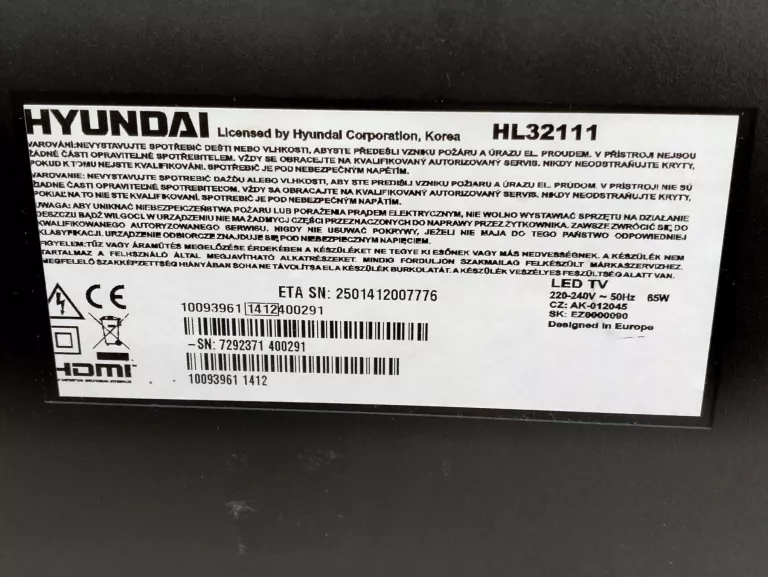 HYUNDAI Licensed by Hyundai Corporation, Korea HL32111
VAROVÁNI:NEVYSTAVUJTE SPOTŘEBIČ DEŠTI NEBO VLHKOSTI, ABYSTE PŘEDEŠLI VZNIKU POŽÁRU A ÚRAZU EL. PROUDEM. V PŘÍSTROJI NEJSOU
ŽÁDNÉ ČÁSTI OPRAVITELNÉ SPOTŘEBITELEM. VŽDY SE OBRACEJTE NA KVALIFIKOVANÝ AUTORIZOVANÝ SERVIS. NIKDY NEODSTRAŇUJTE KRYTY,
POKUD K TOMU NEJSTE KVALIFIKOVÁNI. SPOTŘEBIČ JE POD NEBEZPEČNÝM NAPĚTÍM.
VAROVANIE: NEVYSTAVUJTE SPOTREBIČ DAŽĎU ALEBO VLHKOSTI, ABY STE PREDIŠLI VZNIKU POŽIARU A ÚRAZU EL. PRÚDOM. V PRÍSTROJI NIE SÚ
ŽIADNE ČASTI OPRAVITEĽNÉ SPOTREBITEĽOM. VŽDY SA OBRACAJTE NA KVALIFIKOVANÝ AUTORIZOVANÝ SERVIS. NIKDY NEODSTRAŇUJTE KRYTY,
POKIAĽ NA TO NIE STE KVALIFIKOVANÍ. SPOTREBIČ JE POD NEBEZPEČNÝM NAPÄTÍM.
UWAGA: ABY UNIKNĄĆ NIEBEZPIECZEŃSTWA POŻARU LUB PORAŻENIA PRĄDEM ELEKTRYCZNYM, NIE WOLNO WYSTAWIAĆ SPRZĘTU NA DZIAŁANIE
DESZCZU BĄDŹ WILGOCI. W URZĄDZENIU NIE MA ŻADNYCH CZĘŚCI PRZEZNACZONYCH DO NAPRAWY PRZEZ UŻYTKOWNIKA. ZAWSZE ZWRÓCIĆ SIĘ DO
KWALIFIKOWANEGO AUTORYZOWANEGO SERWISU. NIGDY NIE USUWAĆ POKRYWY, JEŻELI NIE MAJĄ DO TEGO PAŃSTWO ODPOWIEDNIEJ
KLASYFIKACJI. URZĄDZENIE ZNAJDUJE SIĘ POD NIEBEZPIECZNYM NAPIĘCIEM.
FIGYELEM:TŰZ VAGY ÁRAMÜTÉS MEGELŐZÉSE ÉRDEKÉBEN A KÉSZÜLÉKET NE TEGYE KI ESŐNEK VAGY MÁS NEDVESSÉGNEK. A KÉSZÜLÉK NEM
TARTALMAZ A FELHSZNÁLÓ ÁLTAL MEGJAVÍTHATÓ ALKATRÉSZEKET. MINDIG FORDULJON SZAKMAILAG FELKÉSZÜLT MÁRKASZERVIZHEZ.
MEGFELELŐ SZAKKÉPZETTSÉG HIÁNYÁBAN SOHA NE TÁVOLÍTSA EL A KÉSZÜLÉK BURKOLATÁT. A KÉSZÜLÉK VESZÉLYES FESZÜLTSÉG ALATT VAN.
CE
ETA SN: 2501412007776
10093961 1412 400291
-SN: 7292371 400291
10093961 1412
LED TV
220-240V ~ 50Hz 65W
CZ: AK-012045
SK: EZ0000090
Designed in Europe
HDMI